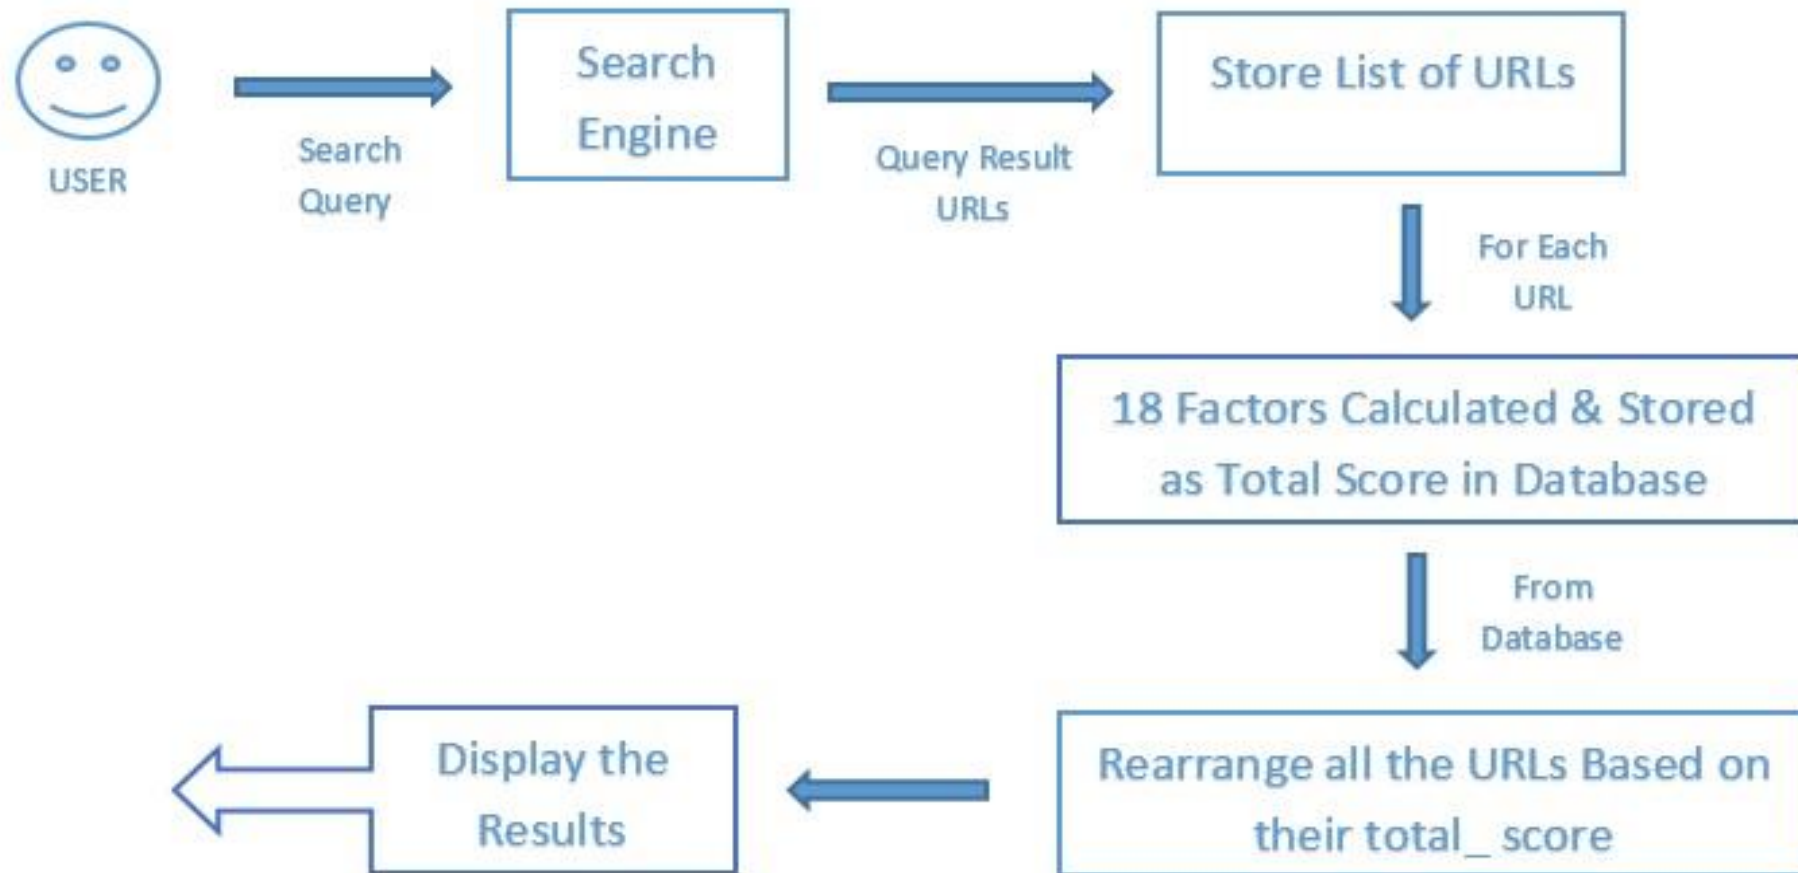 USER
Search
Query
Search
Engine
Query Result
URLs
Store List of URLs
For Each
URL
18 Factors Calculated & Stored
as Total Score in Database
From
Database
Rearrange all the URLs Based on
their total_ score
Display the
Results